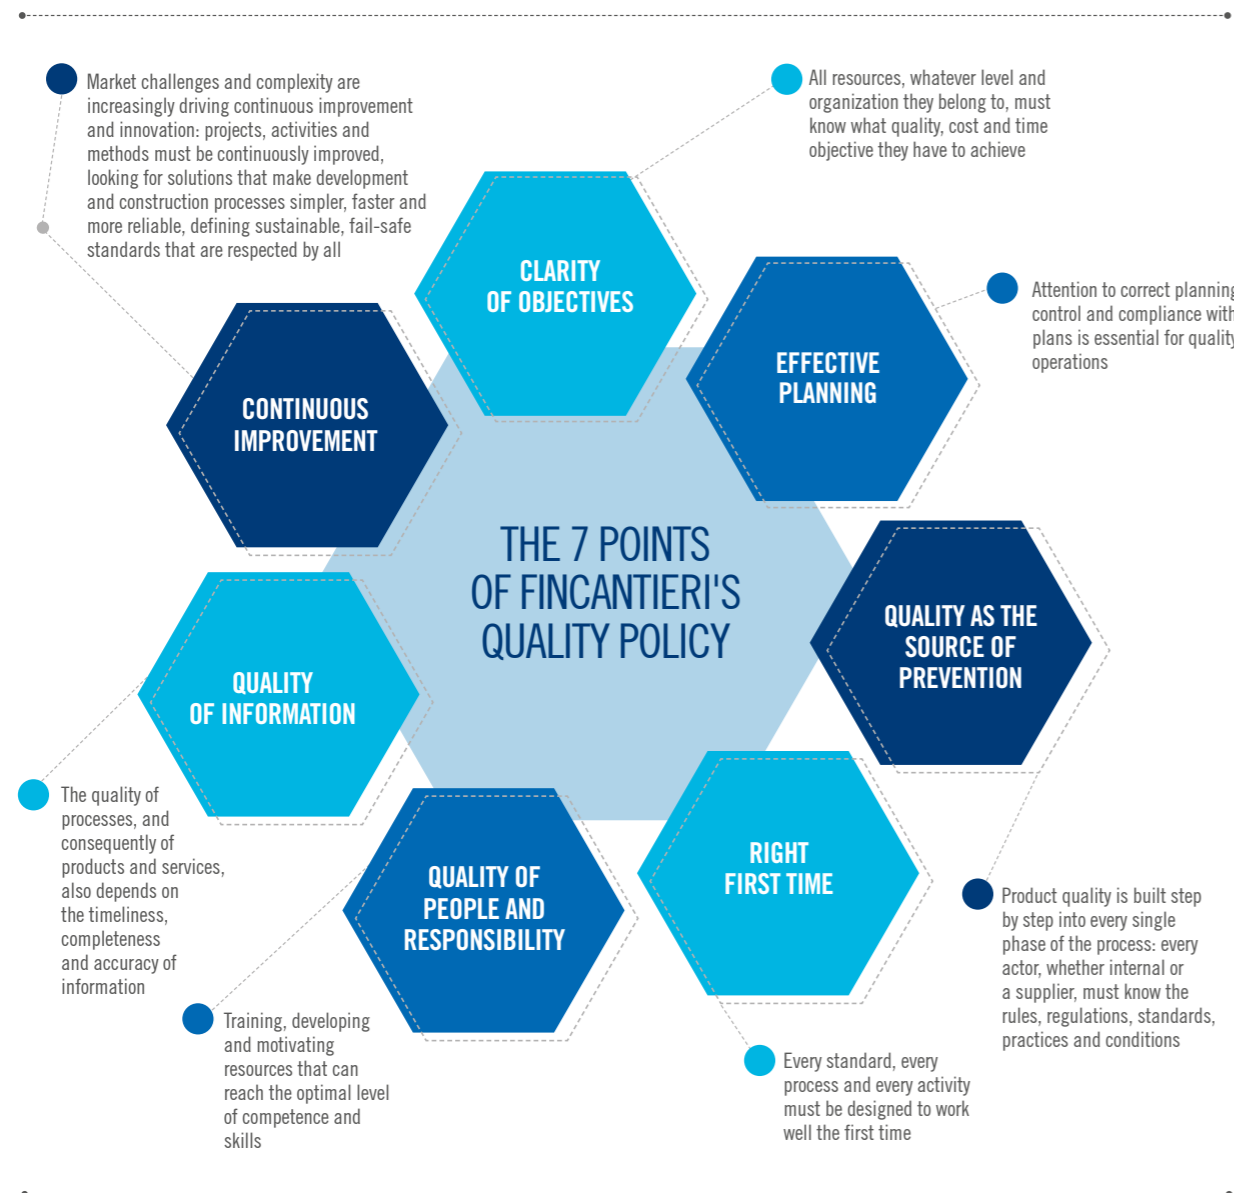 Market challenges and complexity are
increasingly driving continuous improvement
and innovation: projects, activities and
methods must be continuously improved,
looking for solutions that make development
and construction processes simpler, faster and
more reliable, defining sustainable, fail-safe
standards that are respected by all
All resources, whatever level and
organization they belong to, must
know what quality, cost and time
objective they have to achieve
CLARITY
OF OBJECTIVES
Attention to correct planning
control and compliance with
plans is essential for quality
operations
EFFECTIVE
PLANNING
CONTINUOUS
IMPROVEMENT
THE 7 POINTS
OF FINCANTIERI'S
QUALITY POLICY
QUALITY AS THE
SOURCE OF
PREVENTION
QUALITY
OF INFORMATION
The quality of
processes, and
consequently of
products and services,
also depends on
the timeliness,
completeness
and accuracy of
information
QUALITY OF
PEOPLE AND
RESPONSIBILITY
RIGHT
FIRST TIME
Product quality is built step
by step into every single
phase of the process: every
actor, whether internal or
a supplier, must know the
rules, regulations, standards,
practices and conditions
Training, developing
and motivating
resources that can
reach the optimal level
of competence and
skills
Every standard, every
process and every activity
must be designed to work
well the first time